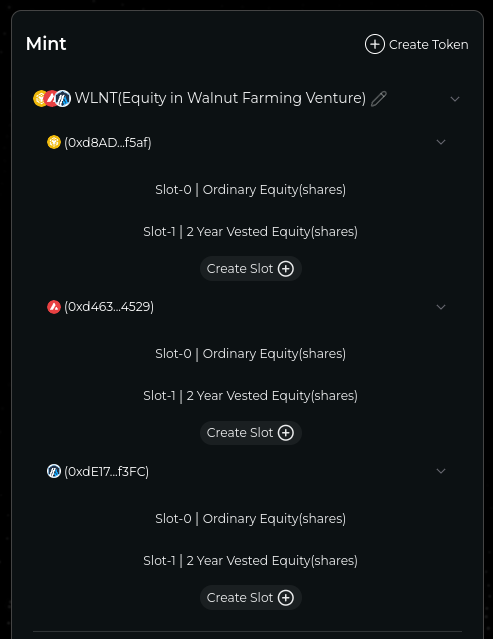 Mint
Create Token
WLNT(Equity in Walnut Farming Venture)
(0xd8AD...f5af)
Slot-0 | Ordinary Equity(shares)
Slot-1 | 2 Year Vested Equity(shares)
Create Slot
(0xd463...4529)
Slot-0 | Ordinary Equity(shares)
Slot-1 | 2 Year Vested Equity(shares)
Create Slot
(0xdE17...f3FC)
Slot-0 | Ordinary Equity(shares)
Slot-1 | 2 Year Vested Equity(shares)
Create Slot